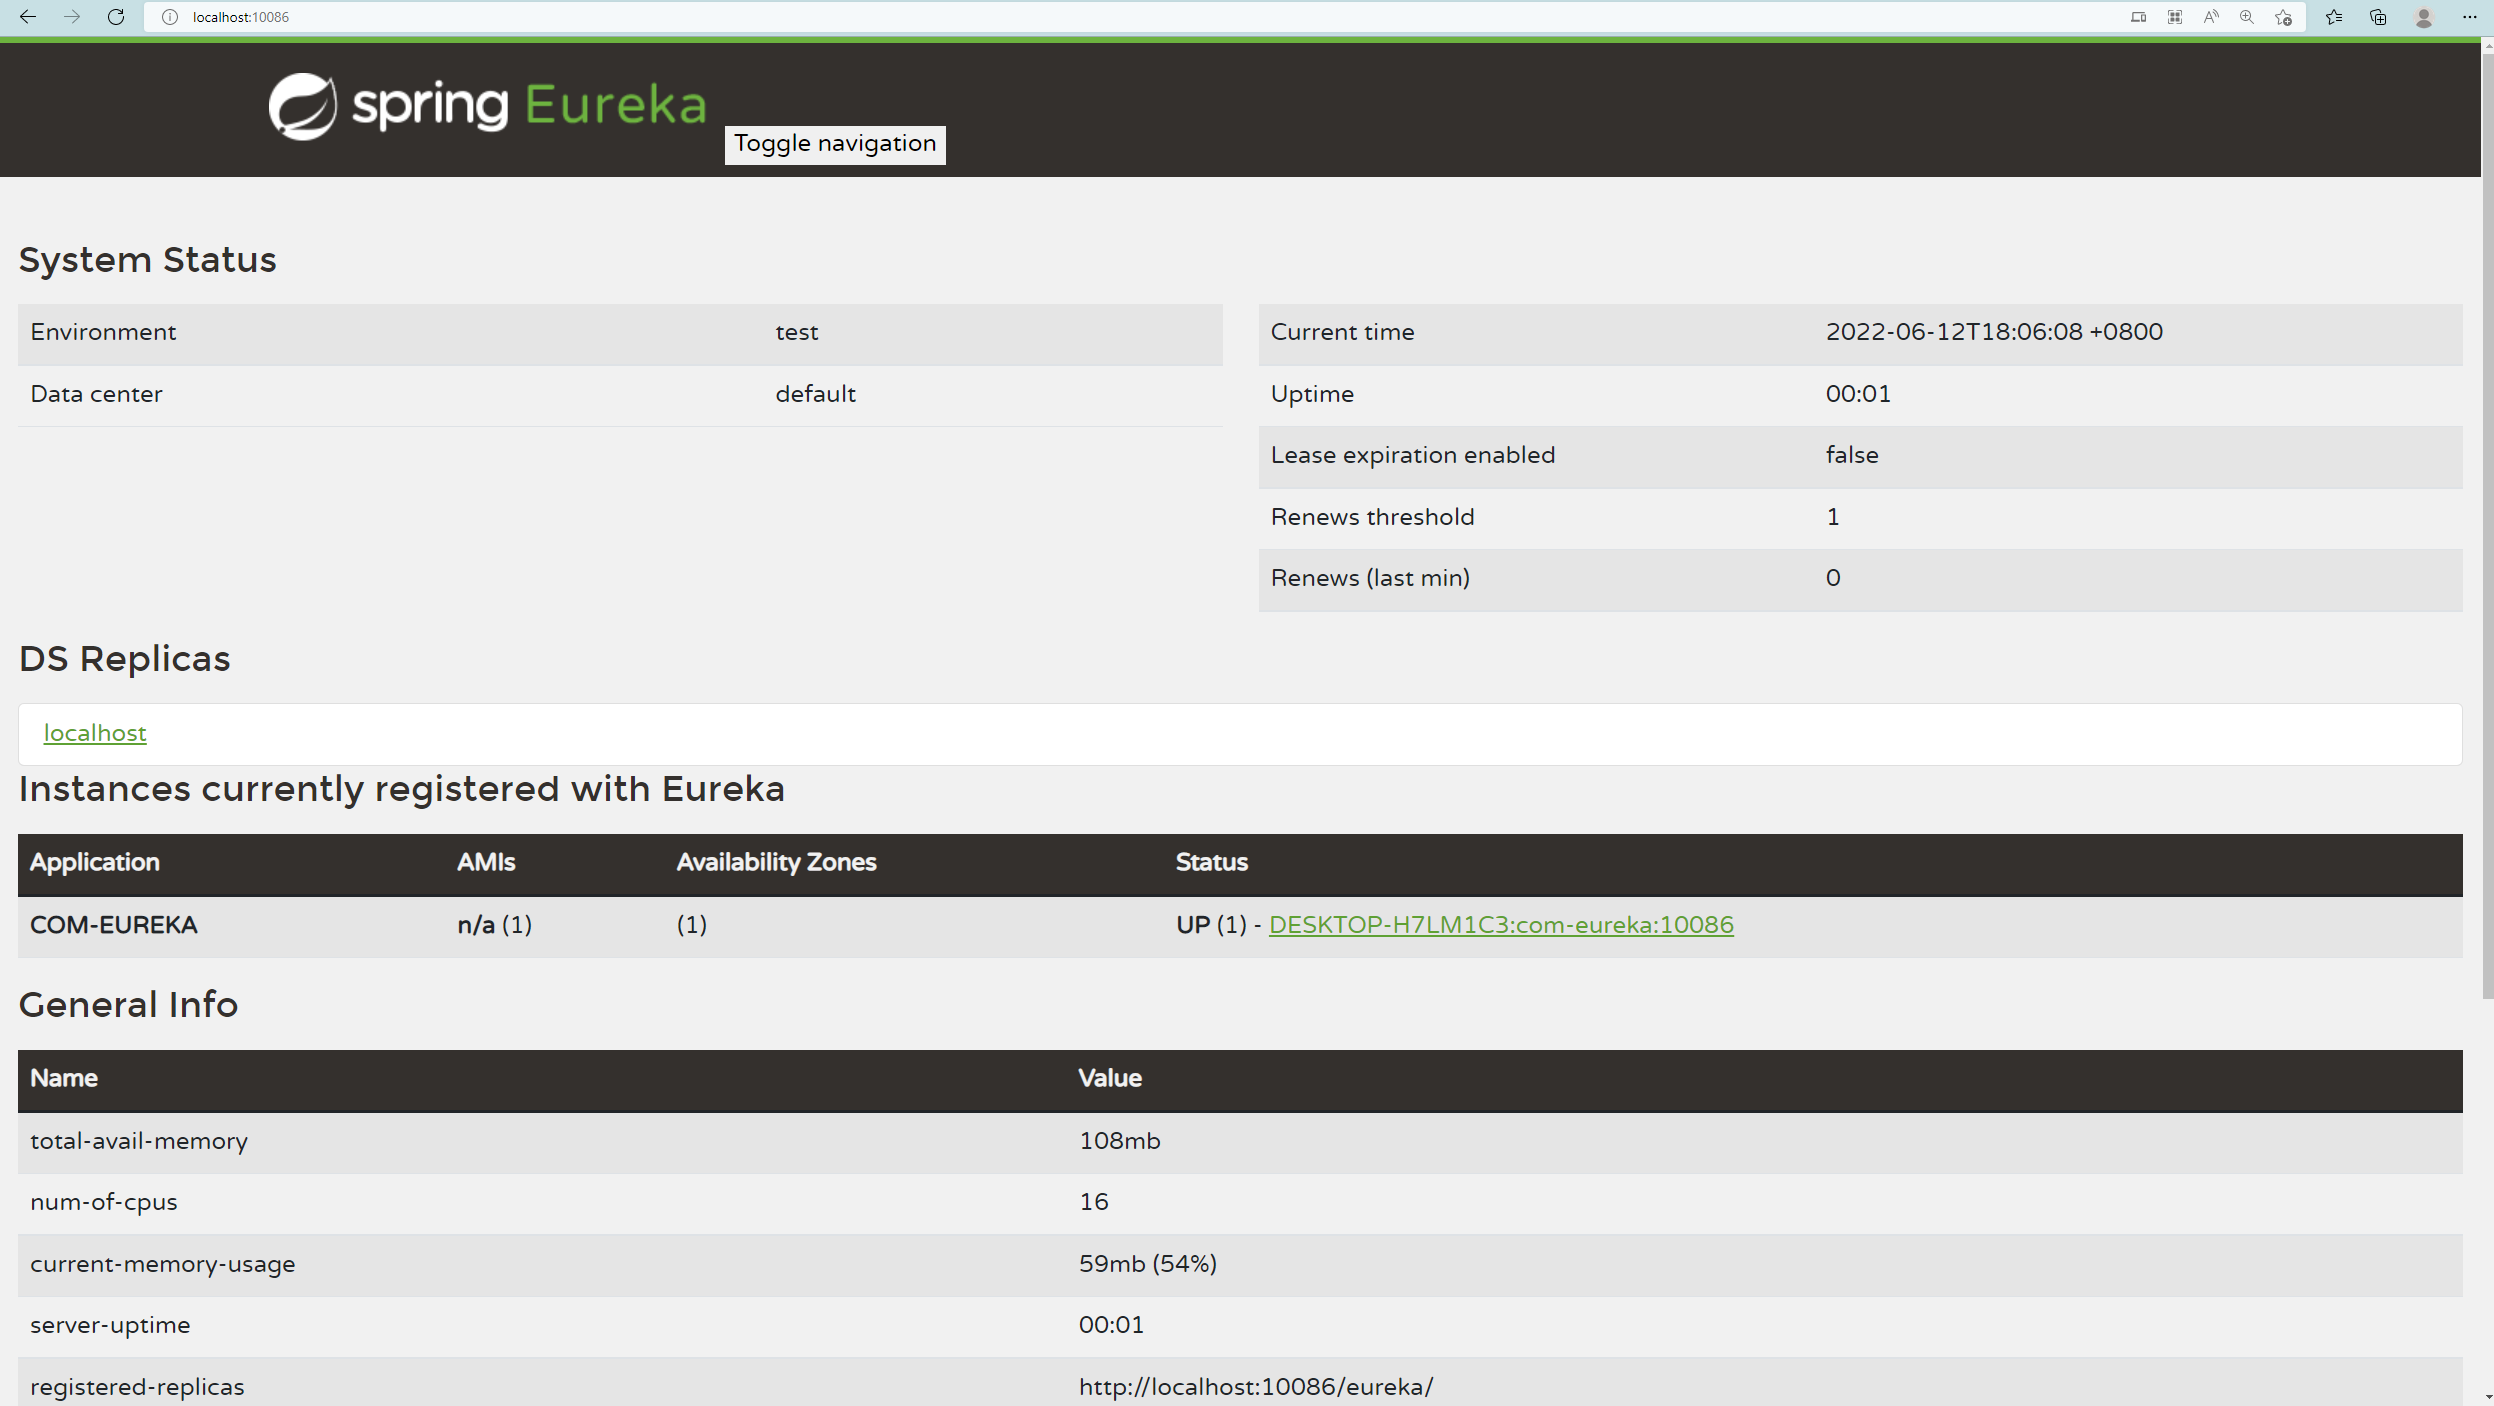 localhost:10086
spring Eureka
Toggle navigation
System Status
Environment test
Data center default
Current time 2022-06-12T18:06:08 +0800
Uptime 00:01
Lease expiration enabled false
Renews threshold 1
Renews (last min) 0
DS Replicas
localhost
Instances currently registered with Eureka
Application AMIs Availability Zones Status
COM-EUREKA n/a (1) (1) UP (1) - DESKTOP-H7LM1C3:com-eureka:10086
General Info
Name Value
total-avail-memory 108mb
num-of-cpus 16
current-memory-usage 59mb (54%)
server-uptime 00:01
registered-replicas http://localhost:10086/eureka/